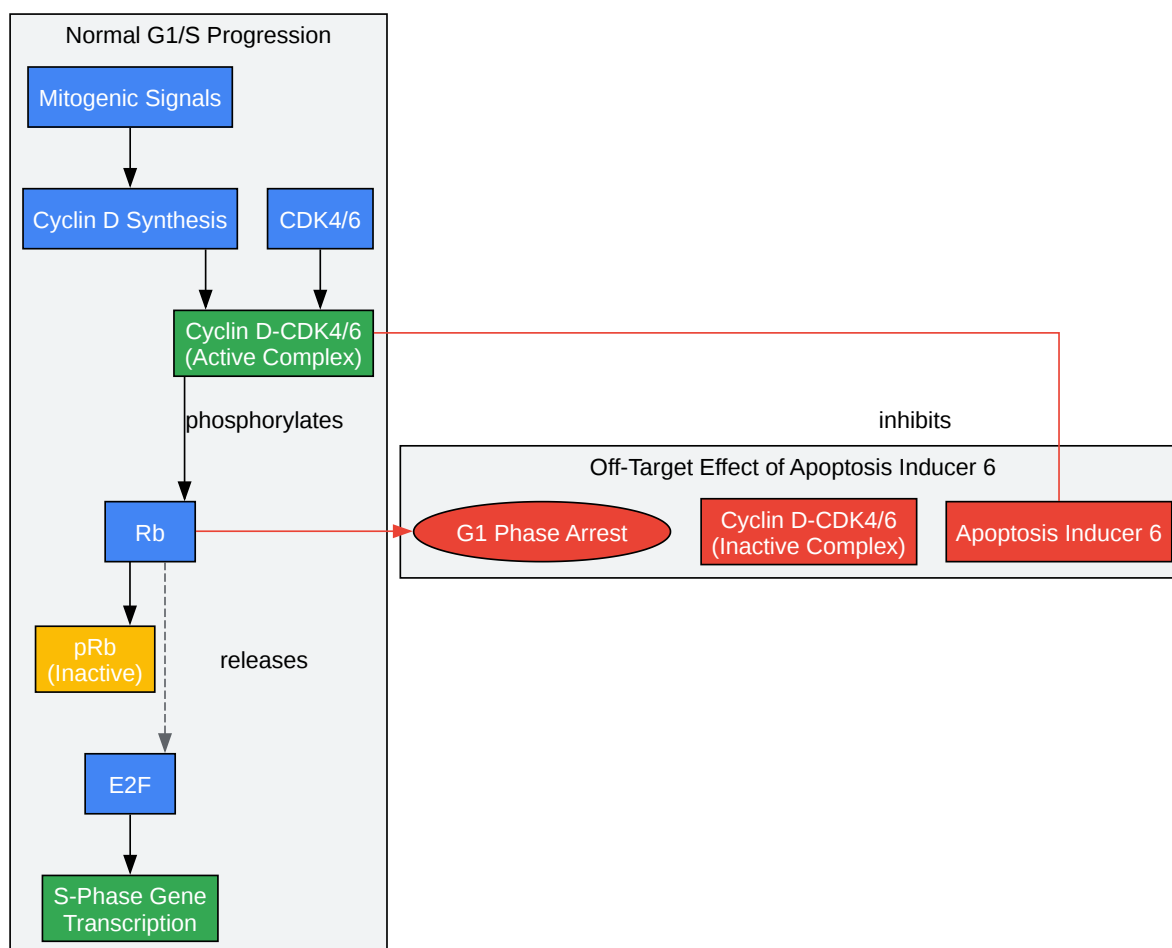 Normal G1/S Progression
Mitogenic Signals
Cyclin D Synthesis
CDK4/6
Cyclin D-CDK4/6
(Active Complex)
phosphorylates
inhibits
Off-Target Effect of Apoptosis Inducer 6
Rb
G1 Phase Arrest
Cyclin D-CDK4/6
(Inactive Complex)
Apoptosis Inducer 6
pRb
(Inactive)
releases
E2F
S-Phase Gene
Transcription